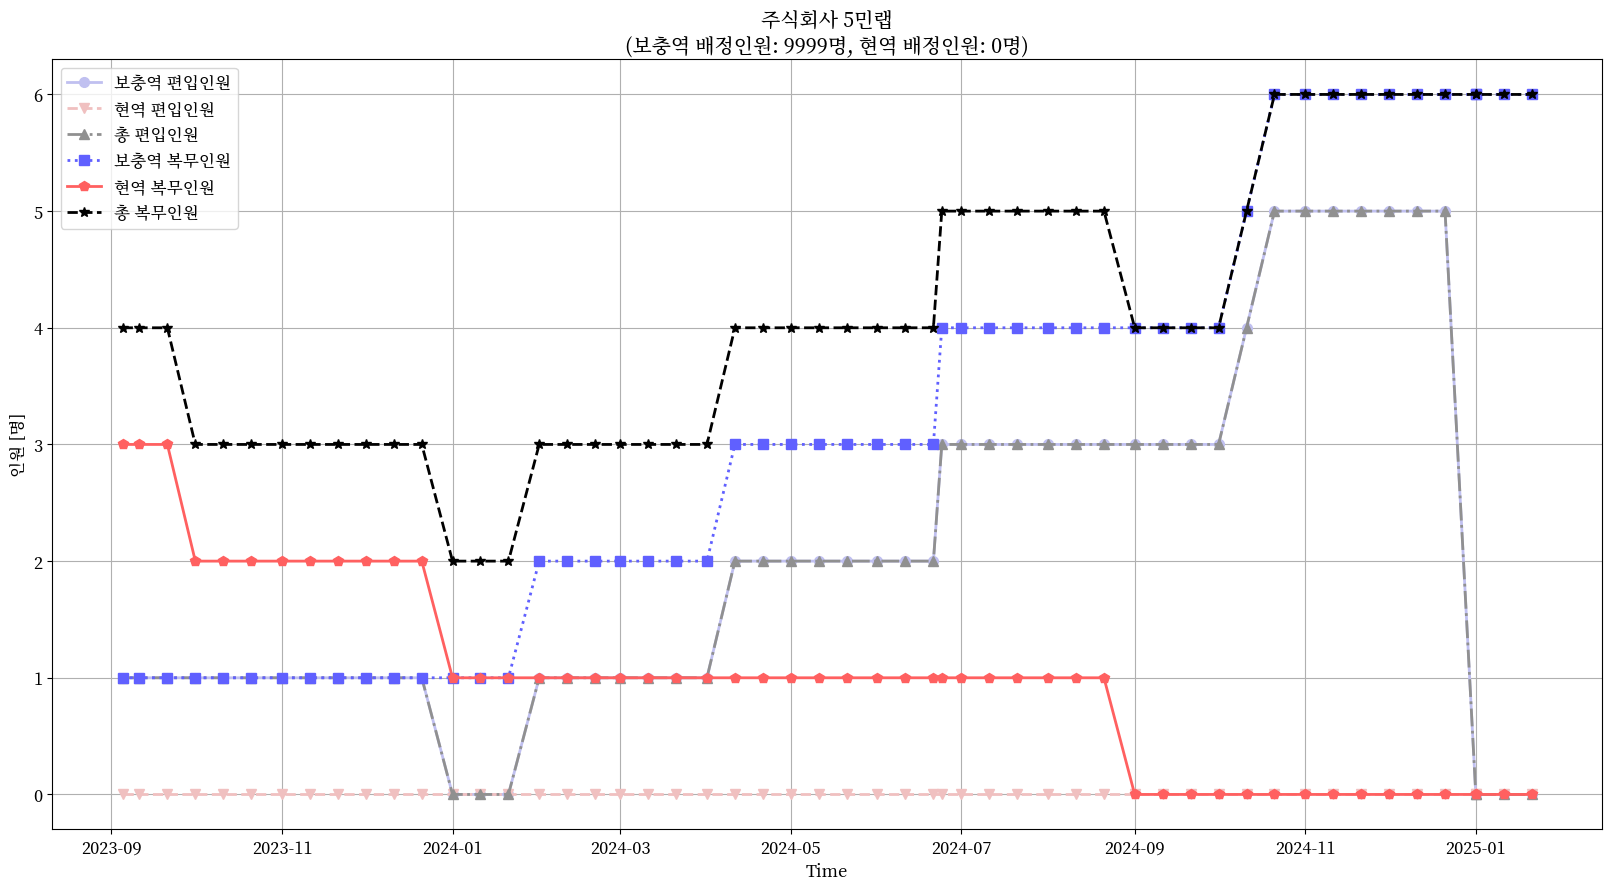 주식회사 5민랩
(보충역 배정인원: 9999명, 현역 배정인원: 0명)
보충역 편입인원
현역 편입인원
총 편입인원
보충역 복무인원
현역 복무인원
총 복무인원
인원 [명]
6
5
4
3
2
1
0
2023-09
2023-11
2024-01
2024-03
2024-05
2024-07
2024-09
2024-11
2025-01
Time